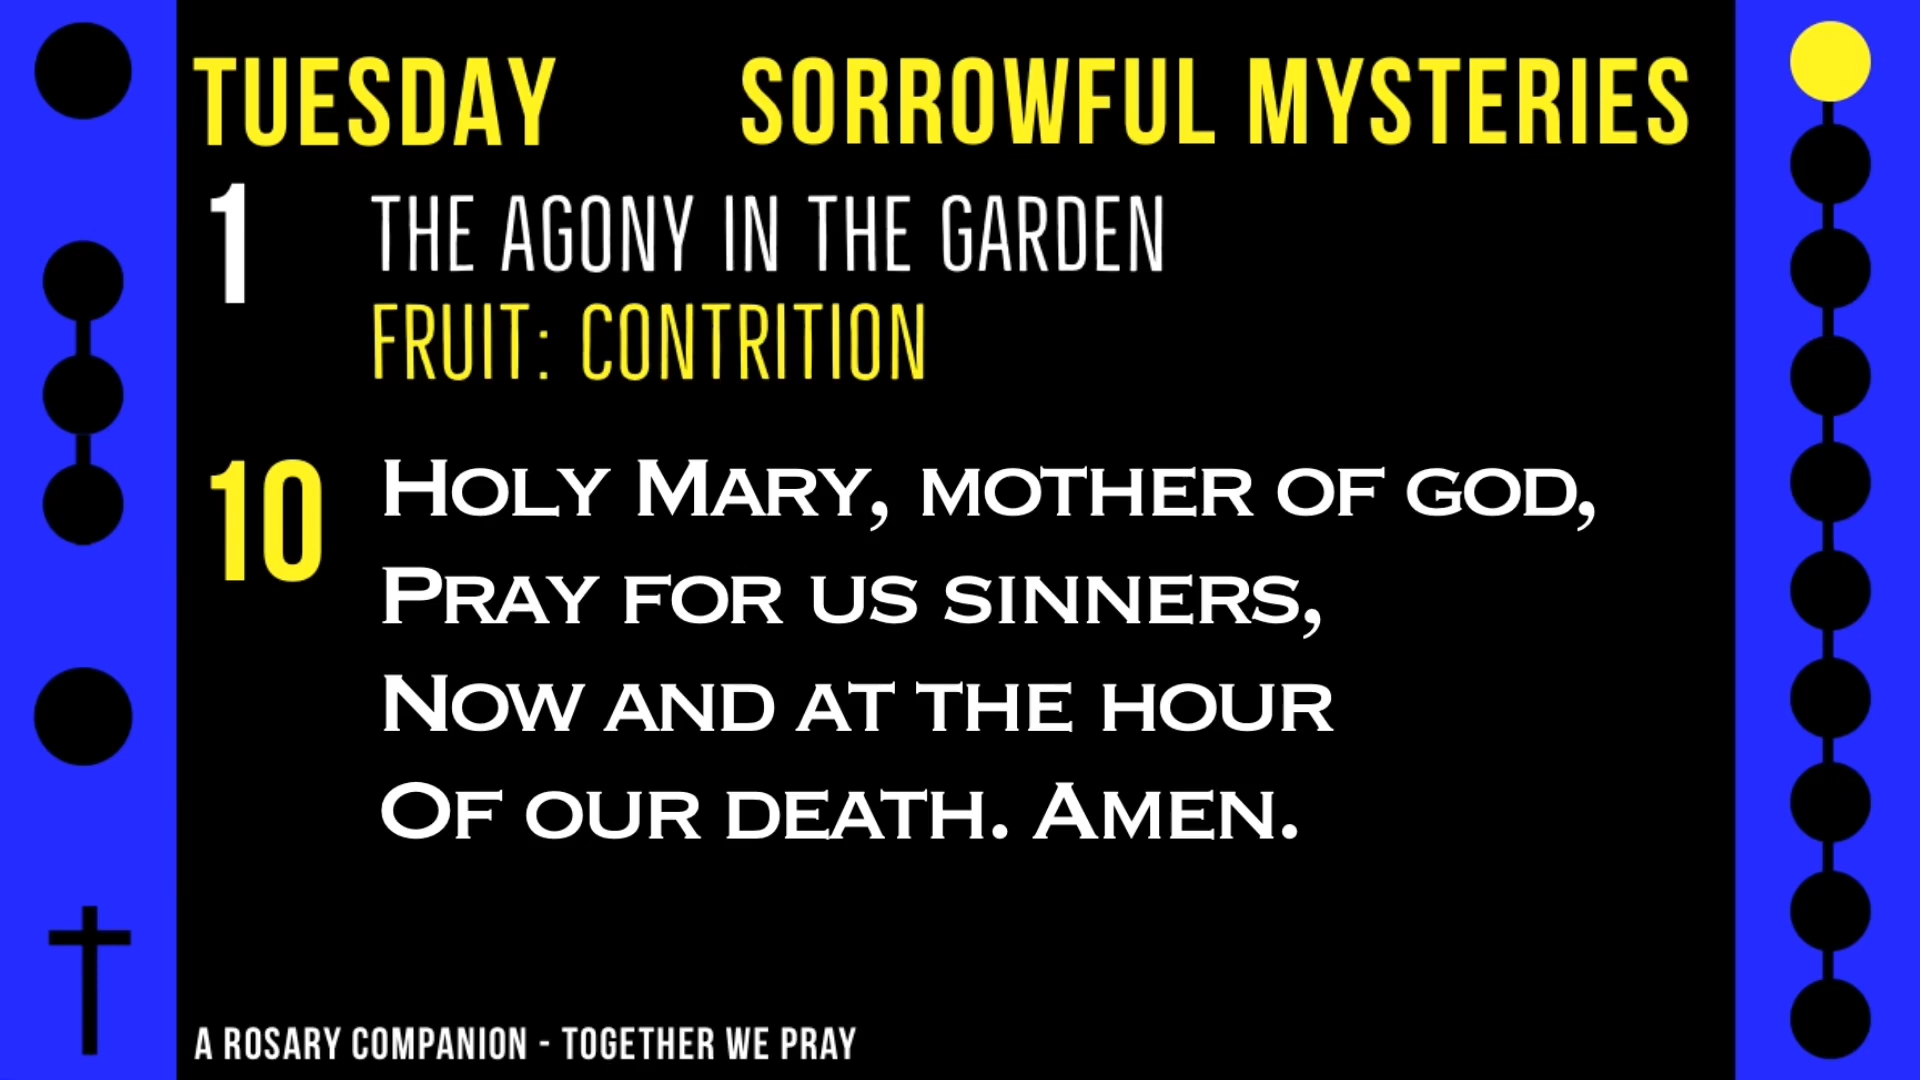 TUESDAY SORROWFUL MYSTERIES
1 THE AGONY IN THE GARDEN
FRUIT: CONTRITION
10 HOLY MARY, MOTHER OF GOD,
PRAY FOR US SINNERS,
NOW AND AT THE HOUR
OF OUR DEATH. AMEN.
A ROSARY COMPANION - TOGETHER WE PRAY